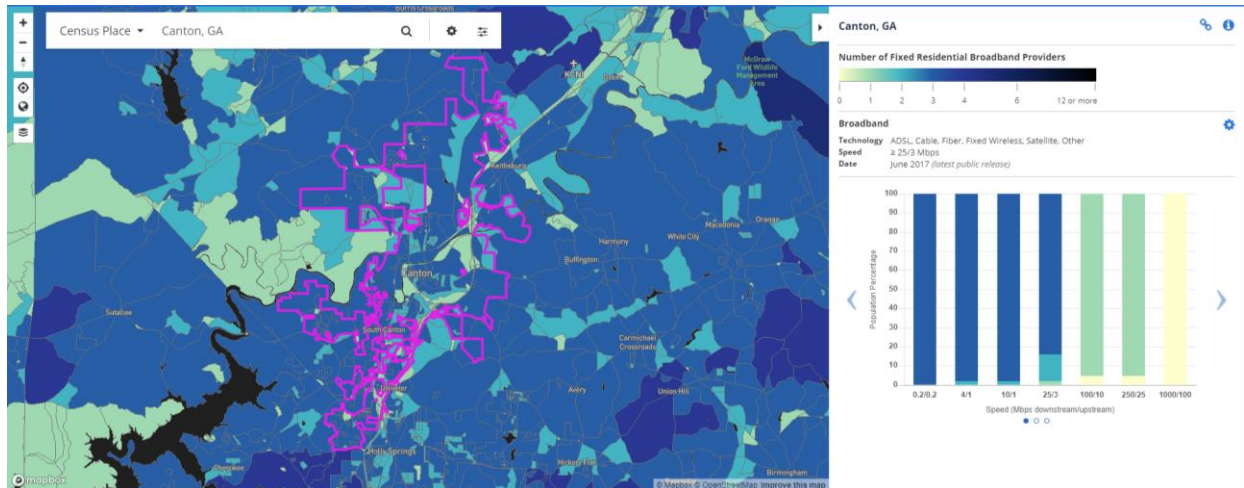 Census Place
Canton, GA
Burris Crossroads
KCNI
McGraw
Ford Wildlife
Management
Area
Keithsburg
Orange
Macedonia
White City
Harmony
Buffington
Canton
Sutallee
South Canton
Carmichael
Crossroads
Avery
Union Hill
Holly Springs
Hickory Flat
Cherokee
Birmingham
mapbox
© Mapbox © OpenStreetMap Improve this map
Canton, GA
Number of Fixed Residential Broadband Providers
0 1 2 3 4 6 12 or more
Broadband
Technology ADSL, Cable, Fiber, Fixed Wireless, Satellite, Other
Speed ≥ 25/3 Mbps
Date June 2017 (latest public release)
Population Percentage
100
90
80
70
60
50
40
30
20
10
0
0.2/0.2 4/1 10/1 25/3 100/10 250/25 1000/100
Speed (Mbps downstream/upstream)